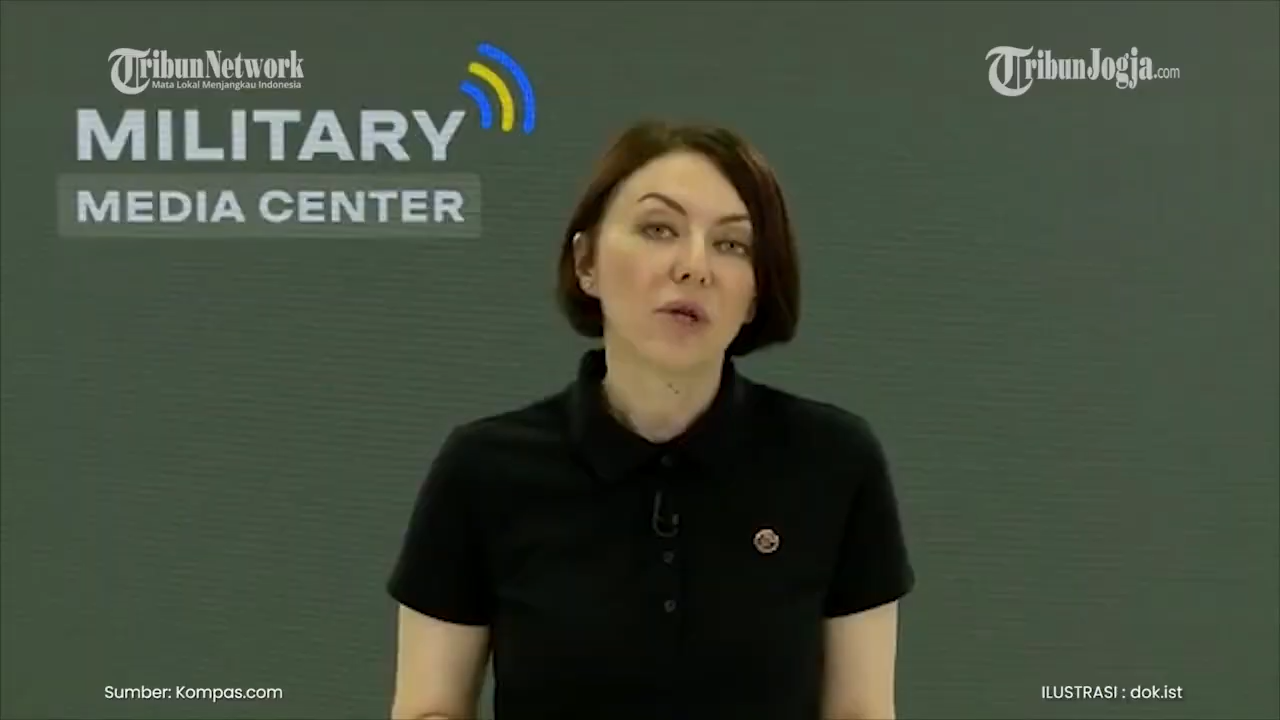 TribunNetwork
Mata Lokal Menjangkau Indonesia
TribunJogja.com
MILITARY
MEDIA CENTER
Sumber: Kompas.com
ILUSTRASI : dok.ist